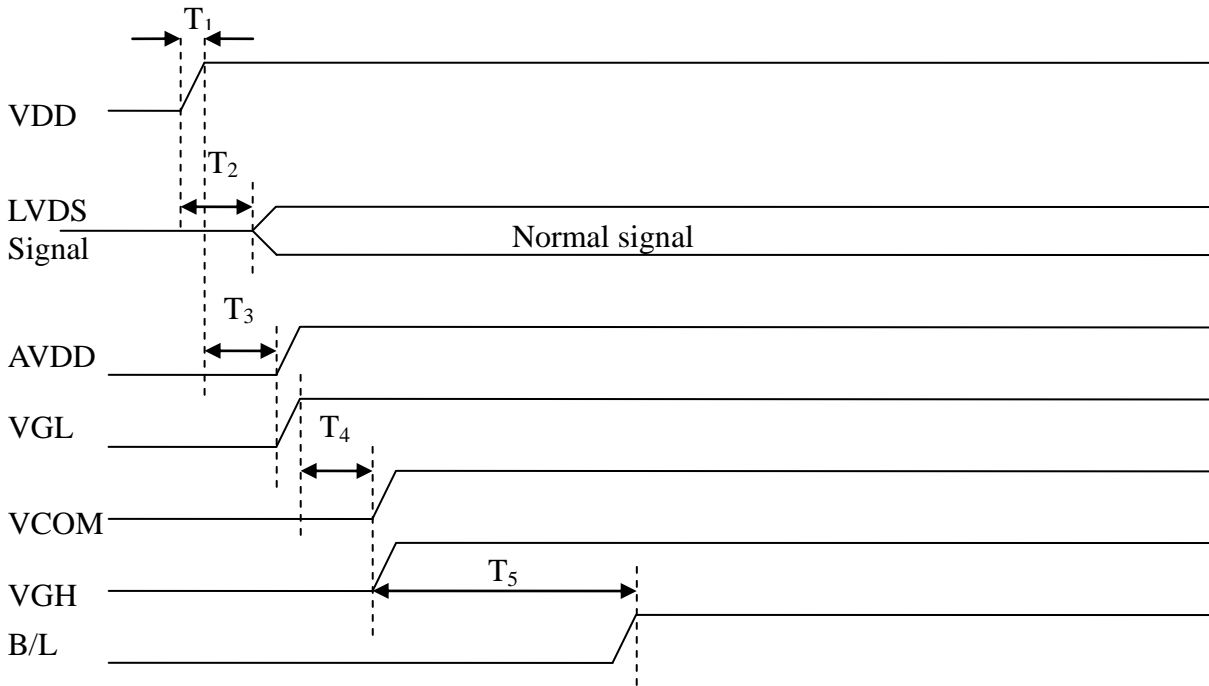 T₁
VDD
T₂
LVDS
Signal
Normal signal
T₃
AVDD
VGL
T₄
VCOM
T₅
VGH
B/L